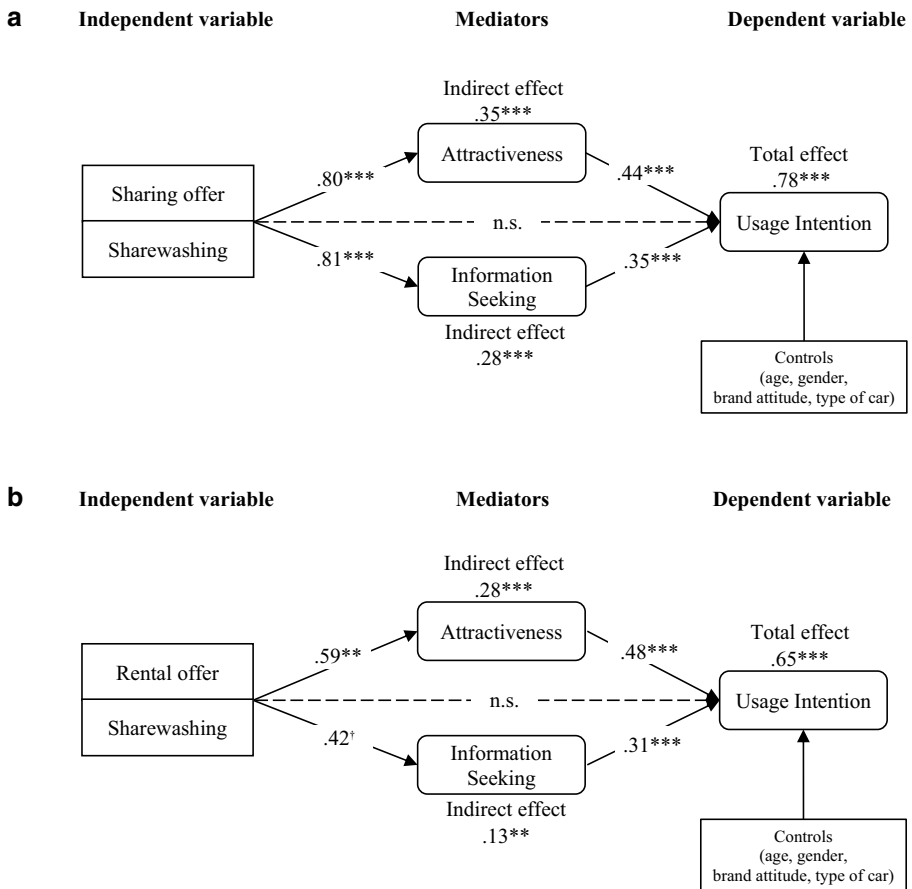 a
Independent variable Mediators Dependent variable
Indirect effect
.35***
Attractiveness
.80***
.44***
Total effect
.78***
Sharing offer
Sharewashing
n.s.
Usage Intention
.81***
.35***
Information
Seeking
Indirect effect
.28***
Controls
(age, gender,
brand attitude, type of car)
b
Independent variable Mediators Dependent variable
Indirect effect
.28***
Attractiveness
.59**
.48***
Total effect
.65***
Rental offer
Sharewashing
n.s.
Usage Intention
.42†
.31***
Information
Seeking
Indirect effect
.13**
Controls
(age, gender,
brand attitude, type of car)